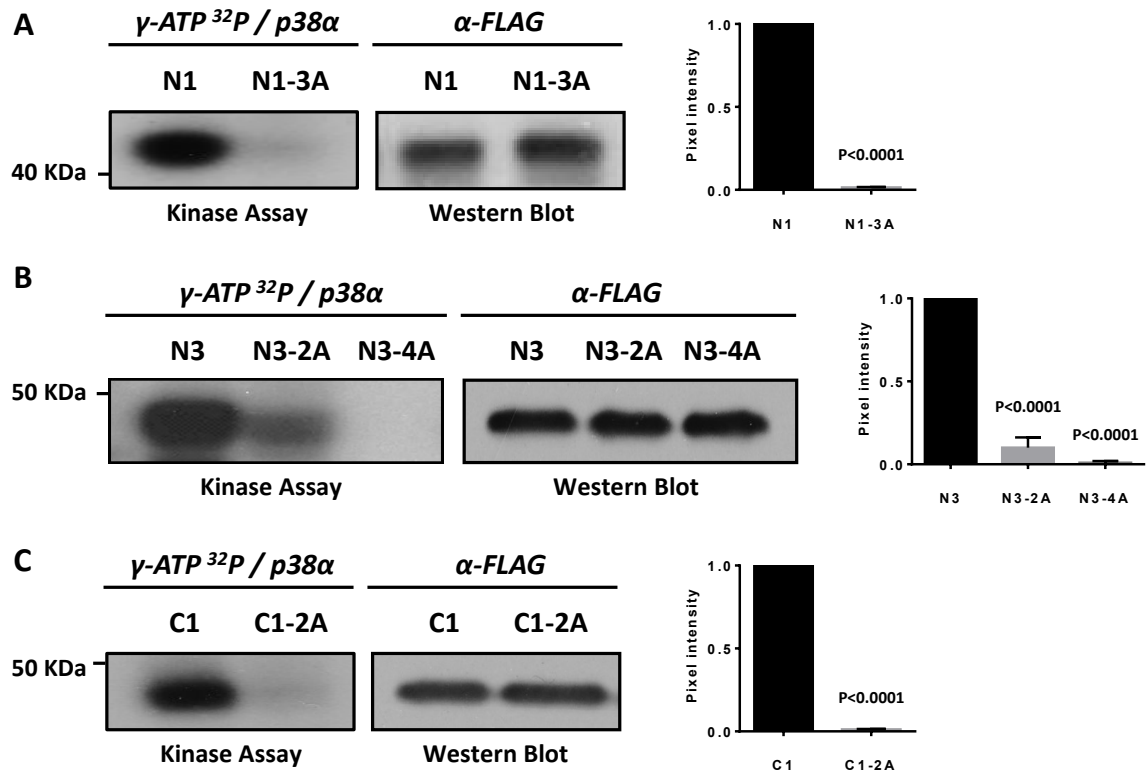 A
γ-ATP ³²P / p38α
α-FLAG
N1 N1-3A
N1 N1-3A
40 KDa
Kinase Assay
Western Blot
Pixel intensity
1.0
0.5
0.0
P<0.0001
N1 N1-3A
B
γ-ATP ³²P / p38α
α-FLAG
N3 N3-2A N3-4A
N3 N3-2A N3-4A
50 KDa
Kinase Assay
Western Blot
Pixel intensity
1.0
0.5
0.0
P<0.0001
P<0.0001
N3 N3-2A N3-4A
C
γ-ATP ³²P / p38α
α-FLAG
C1 C1-2A
C1 C1-2A
50 KDa
Kinase Assay
Western Blot
Pixel intensity
1.0
0.5
0.0
P<0.0001
C1 C1-2A